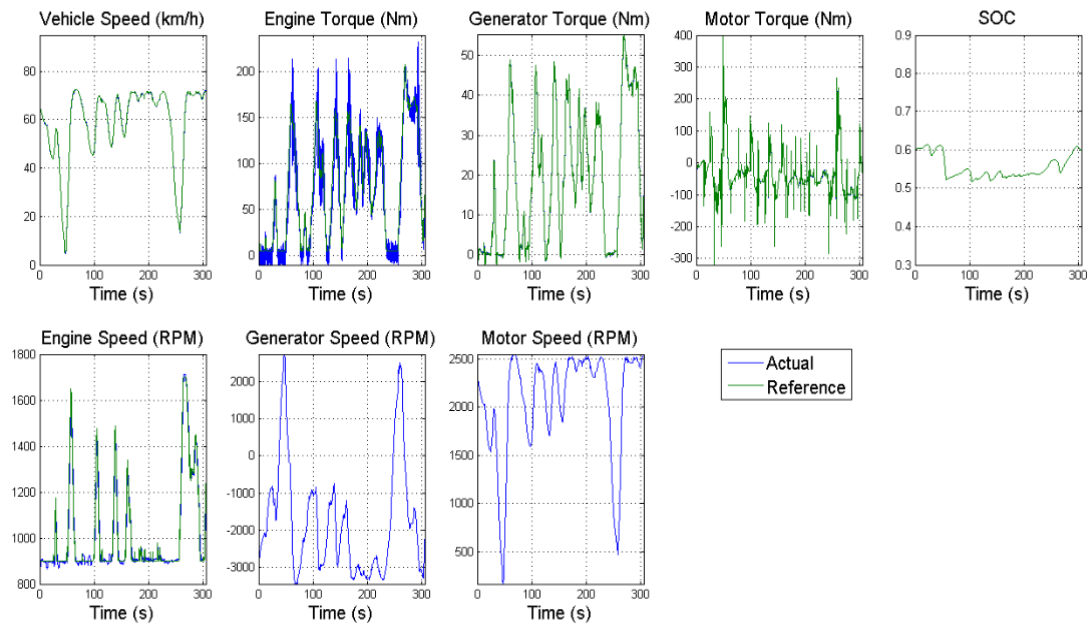 Vehicle Speed (km/h)
80
60
40
20
0
0 100 200 300
Time (s)
Engine Torque (Nm)
200
150
100
50
0
0 100 200 300
Time (s)
Generator Torque (Nm)
50
40
30
20
10
0
0 100 200 300
Time (s)
Motor Torque (Nm)
400
300
200
100
0
-100
-200
-300
0 100 200 300
Time (s)
SOC
0.9
0.8
0.7
0.6
0.5
0.4
0.3
0 100 200 300
Time (s)
Engine Speed (RPM)
1800
1600
1400
1200
1000
800
0 100 200 300
Time (s)
Generator Speed (RPM)
2000
1000
0
-1000
-2000
-3000
0 100 200 300
Time (s)
Motor Speed (RPM)
2500
2000
1500
1000
500
0 100 200 300
Time (s)
Actual
Reference